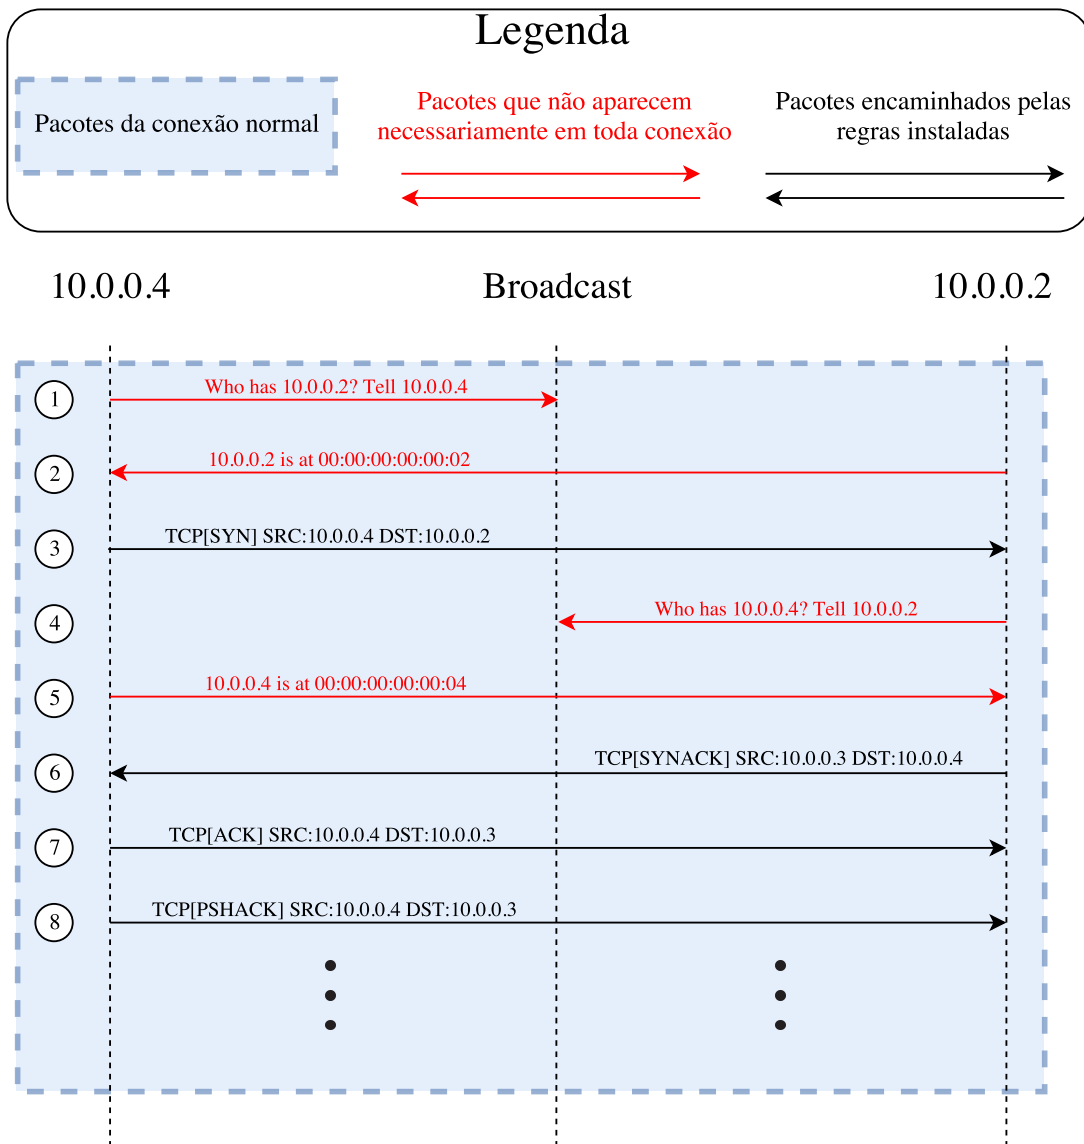 Legenda
Pacotes da conexão normal
Pacotes que não aparecem
necessariamente em toda conexão
Pacotes encaminhados pelas
regras instaladas
10.0.0.4
Broadcast
10.0.0.2
1
Who has 10.0.0.2? Tell 10.0.0.4
2
10.0.0.2 is at 00:00:00:00:00:02
3
TCP[SYN] SRC:10.0.0.4 DST:10.0.0.2
4
Who has 10.0.0.4? Tell 10.0.0.2
5
10.0.0.4 is at 00:00:00:00:00:04
6
TCP[SYNACK] SRC:10.0.0.3 DST:10.0.0.4
7
TCP[ACK] SRC:10.0.0.4 DST:10.0.0.3
8
TCP[PSHACK] SRC:10.0.0.4 DST:10.0.0.3